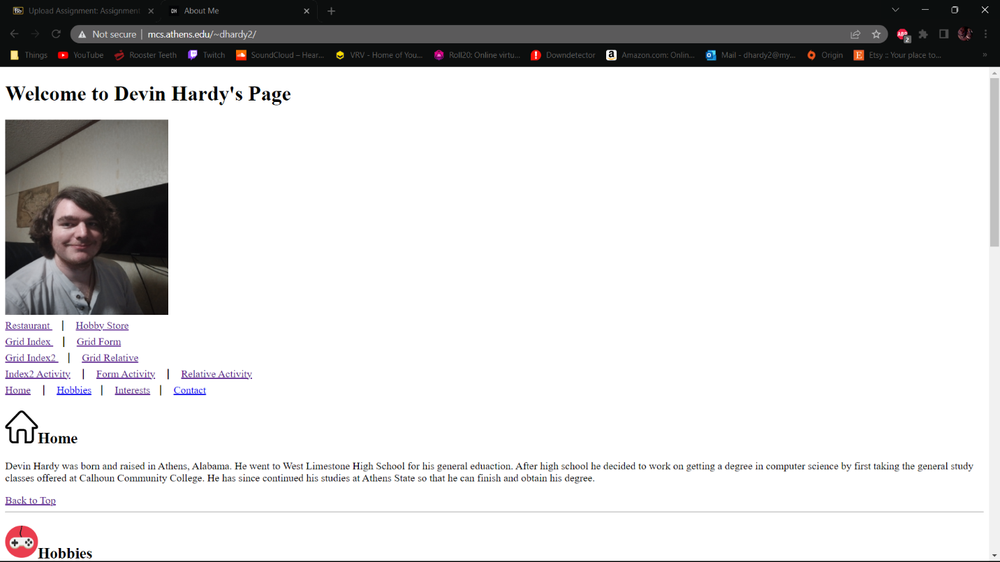 Upload Assignment: Assignment
DH About Me
Not secure | mcs.athens.edu/~dhardy2/
ABP 2
Things YouTube Rooster Teeth Twitch SoundCloud – Hear... VRV - Home of You... Roll20: Online virtu... Downdetector Amazon.com: Onlin... Mail - dhardy2@my... Origin Etsy :: Your place to... »
Welcome to Devin Hardy's Page
Restaurant | Hobby Store
Grid Index | Grid Form
Grid Index2 | Grid Relative
Index2 Activity | Form Activity | Relative Activity
Home | Hobbies | Interests | Contact
Home
Devin Hardy was born and raised in Athens, Alabama. He went to West Limestone High School for his general eduaction. After high school he decided to work on getting a degree in computer science by first taking the general study
classes offered at Calhoun Community College. He has since continued his studies at Athens State so that he can finish and obtain his degree.
Back to Top
Hobbies